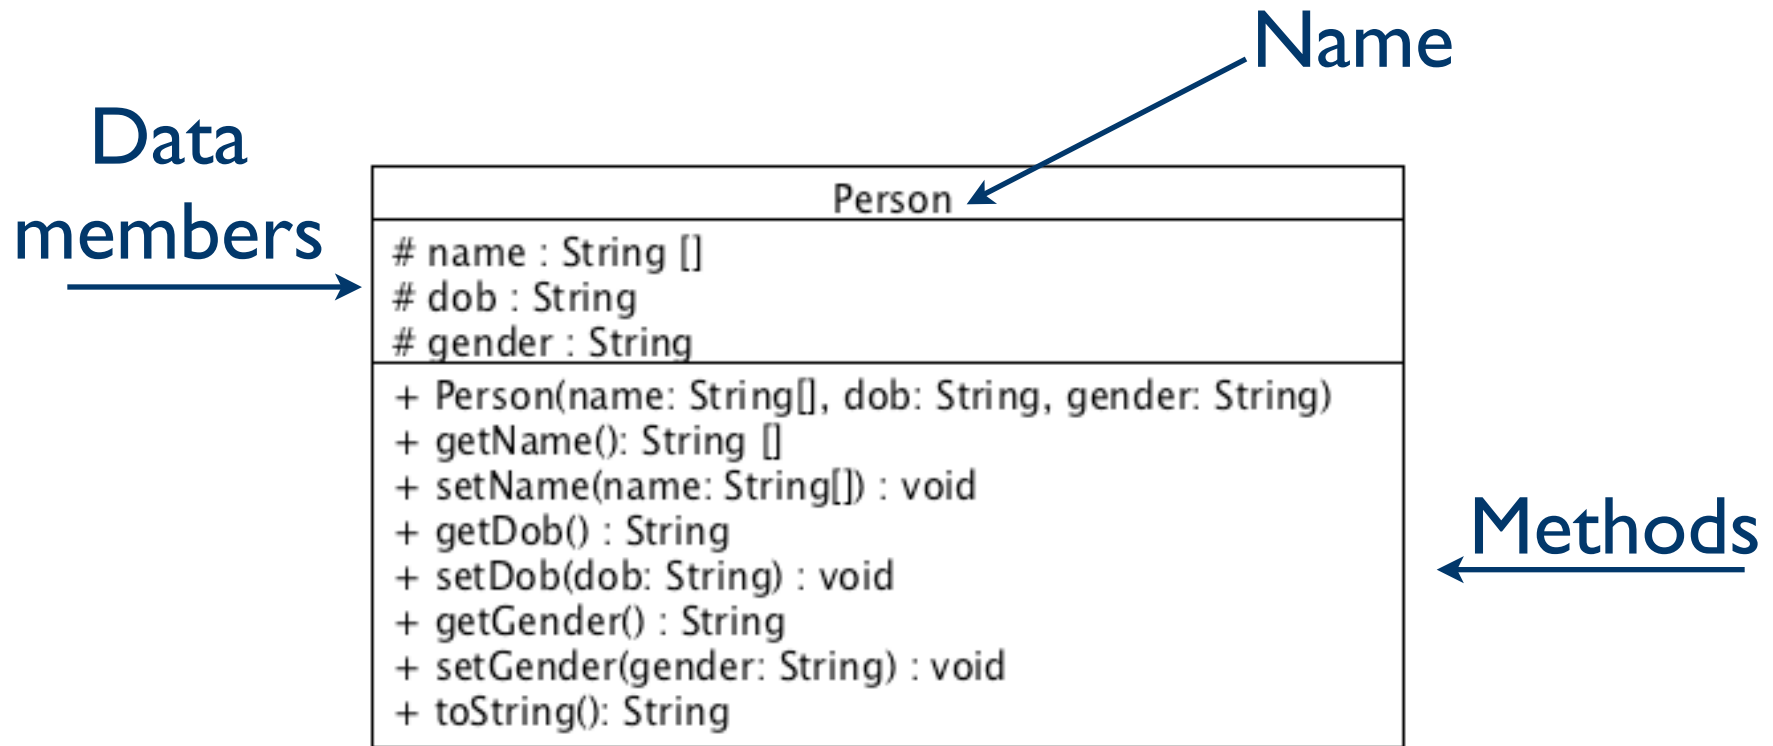 Name
Data
members
Person
# name : String []
# dob : String
# gender : String
+ Person(name: String[], dob: String, gender: String)
+ getName(): String []
+ setName(name: String[]) : void
+ getDob() : String
+ setDob(dob: String) : void
+ getGender() : String
+ setGender(gender: String) : void
+ toString(): String
Methods